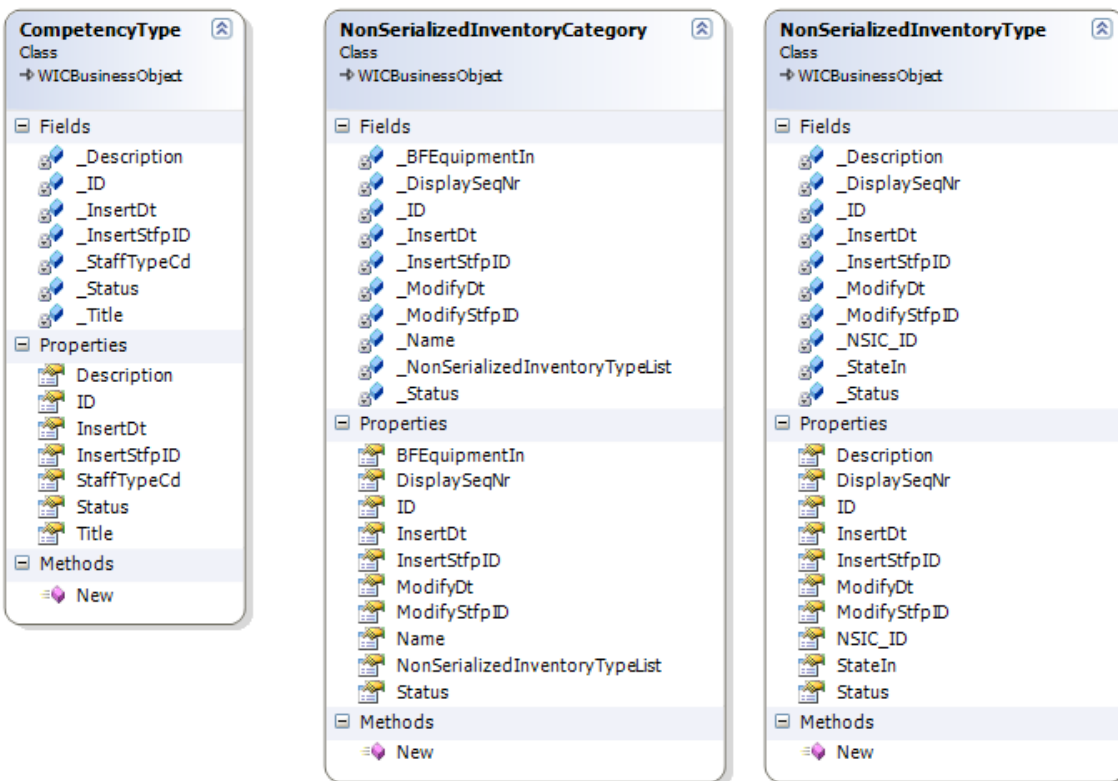 CompetencyType
Class
WICBusinessObject
Fields
_Description
_ID
_InsertDt
_InsertStfpID
_StaffTypeCd
_Status
_Title
Properties
Description
ID
InsertDt
InsertStfpID
StaffTypeCd
Status
Title
Methods
New
NonSerializedInventoryCategory
Class
WICBusinessObject
Fields
_BFEquipmentIn
_DisplaySeqNr
_ID
_InsertDt
_InsertStfpID
_ModifyDt
_ModifyStfpID
_Name
_NonSerializedInventoryTypeList
_Status
Properties
BFEquipmentIn
DisplaySeqNr
ID
InsertDt
InsertStfpID
ModifyDt
ModifyStfpID
Name
NonSerializedInventoryTypeList
Status
Methods
New
NonSerializedInventoryType
Class
WICBusinessObject
Fields
_Description
_DisplaySeqNr
_ID
_InsertDt
_InsertStfpID
_ModifyDt
_ModifyStfpID
_NSIC_ID
_StateIn
_Status
Properties
Description
DisplaySeqNr
ID
InsertDt
InsertStfpID
ModifyDt
ModifyStfpID
NSIC_ID
StateIn
Status
Methods
New